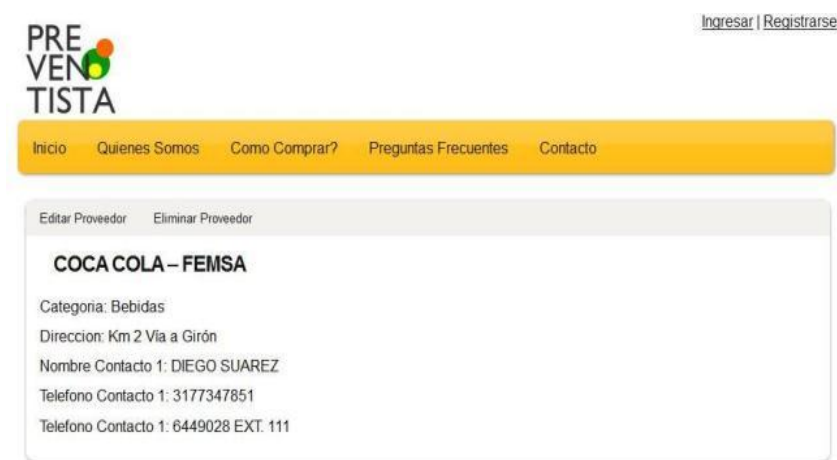 Ingresar | Registrarse
PRE
VEN
TISTA
Inicio Quienes Somos Como Comprar? Preguntas Frecuentes Contacto
Editar Proveedor Eliminar Proveedor
COCA COLA – FEMSA
Categoria: Bebidas
Direccion: Km 2 Vía a Girón
Nombre Contacto 1: DIEGO SUAREZ
Telefono Contacto 1: 3177347851
Telefono Contacto 1: 6449028 EXT. 111